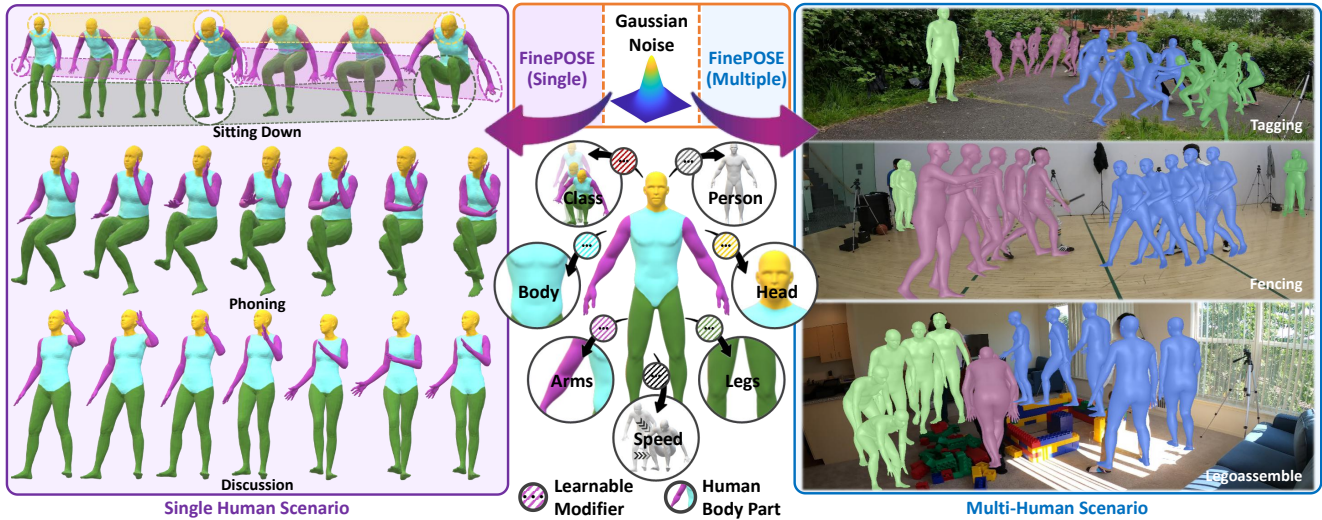 Sitting Down
Phoning
Discussion
Single Human Scenario
FinePOSE
(Single)
Gaussian
Noise
FinePOSE
(Multiple)
Class
Person
Body
Head
Arms
Legs
Speed
Learnable
Modifier
Human
Body Part
Tagging
Fencing
Legoassemble
Multi-Human Scenario